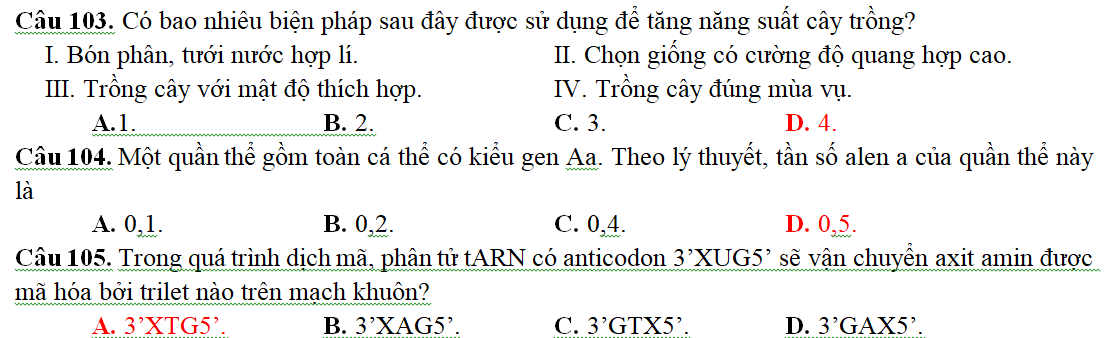 Câu 103. Có bao nhiêu biện pháp sau đây được sử dụng để tăng năng suất cây trồng?
I. Bón phân, tưới nước hợp lí. II. Chọn giống có cường độ quang hợp cao.
III. Trồng cây với mật độ thích hợp. IV. Trồng cây đúng mùa vụ.
A.1. B. 2. C. 3. D. 4.
Câu 104. Một quần thể gồm toàn cá thể có kiểu gen Aa. Theo lý thuyết, tần số alen a của quần thể này
là
A. 0,1. B. 0,2. C. 0,4. D. 0,5.
Câu 105. Trong quá trình dịch mã, phân tử tARN có anticodon 3’XUG5’ sẽ vận chuyển axit amin được
mã hóa bởi trilet nào trên mạch khuôn?
A. 3’XTG5’. B. 3’XAG5’. C. 3’GTX5’. D. 3’GAX5’.